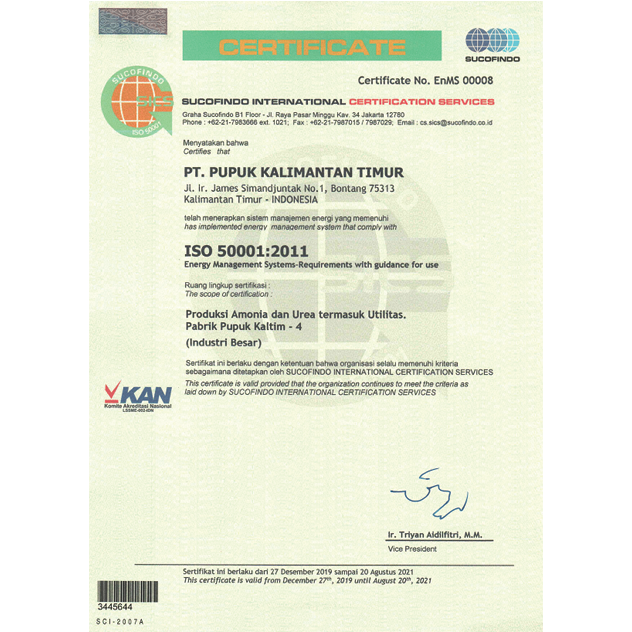 CERTIFICATE
SUCOFINDO
Certificate No. EnMS 00008
SUCOFINDO
SICS
ISO 50001
SUCOFINDO INTERNATIONAL CERTIFICATION SERVICES
Graha Sucofindo B1 Floor - Jl. Raya Pasar Minggu Kav. 34 Jakarta 12780
Phone : +62-21-7983666 ext. 1021; Fax : +62-21-7987015 / 7987029; Email : cs.sics@sucofindo.co.id
Menyatakan bahwa
Certifies that
PT. PUPUK KALIMANTAN TIMUR
Jl. Ir. James Simandjuntak No.1, Bontang 75313
Kalimantan Timur - INDONESIA
telah menerapkan sistem manajemen energi yang memenuhi
has implemented energy management system that comply with
ISO 50001:2011
Energy Management Systems-Requirements with guidance for use
Ruang lingkup sertifikasi :
The scope of certification :
Produksi Amonia dan Urea termasuk Utilitas.
Pabrik Pupuk Kaltim - 4
(Industri Besar)
Sertifikat ini berlaku dengan ketentuan bahwa organisasi selalu memenuhi kriteria
sebagaimana ditetapkan oleh SUCOFINDO INTERNATIONAL CERTIFICATION SERVICES
This certificate is valid provided that the organization continues to meet the criteria as
laid down by SUCOFINDO INTERNATIONAL CERTIFICATION SERVICES
KAN
Komite Akreditasi Nasional
LSSME-002-IDN
Ir. Triyan Aidilfitri, M.M.
Vice President
Sertifikat ini berlaku dari 27 Desember 2019 sampai 20 Agustus 2021
This certificate is valid from December 27th, 2019 until August 20th, 2021
3445644
SCI-2007A